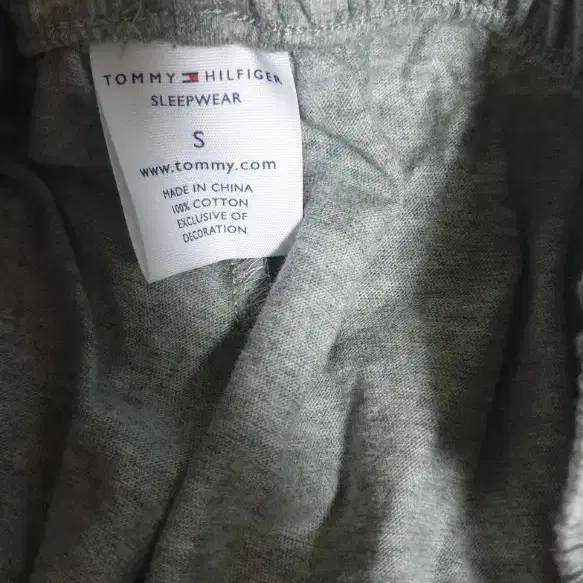 TOMMY HILFIGER
SLEEPWEAR
S
www.tommy.com
MADE IN CHINA
100% COTTON
EXCLUSIVE OF
DECORATION